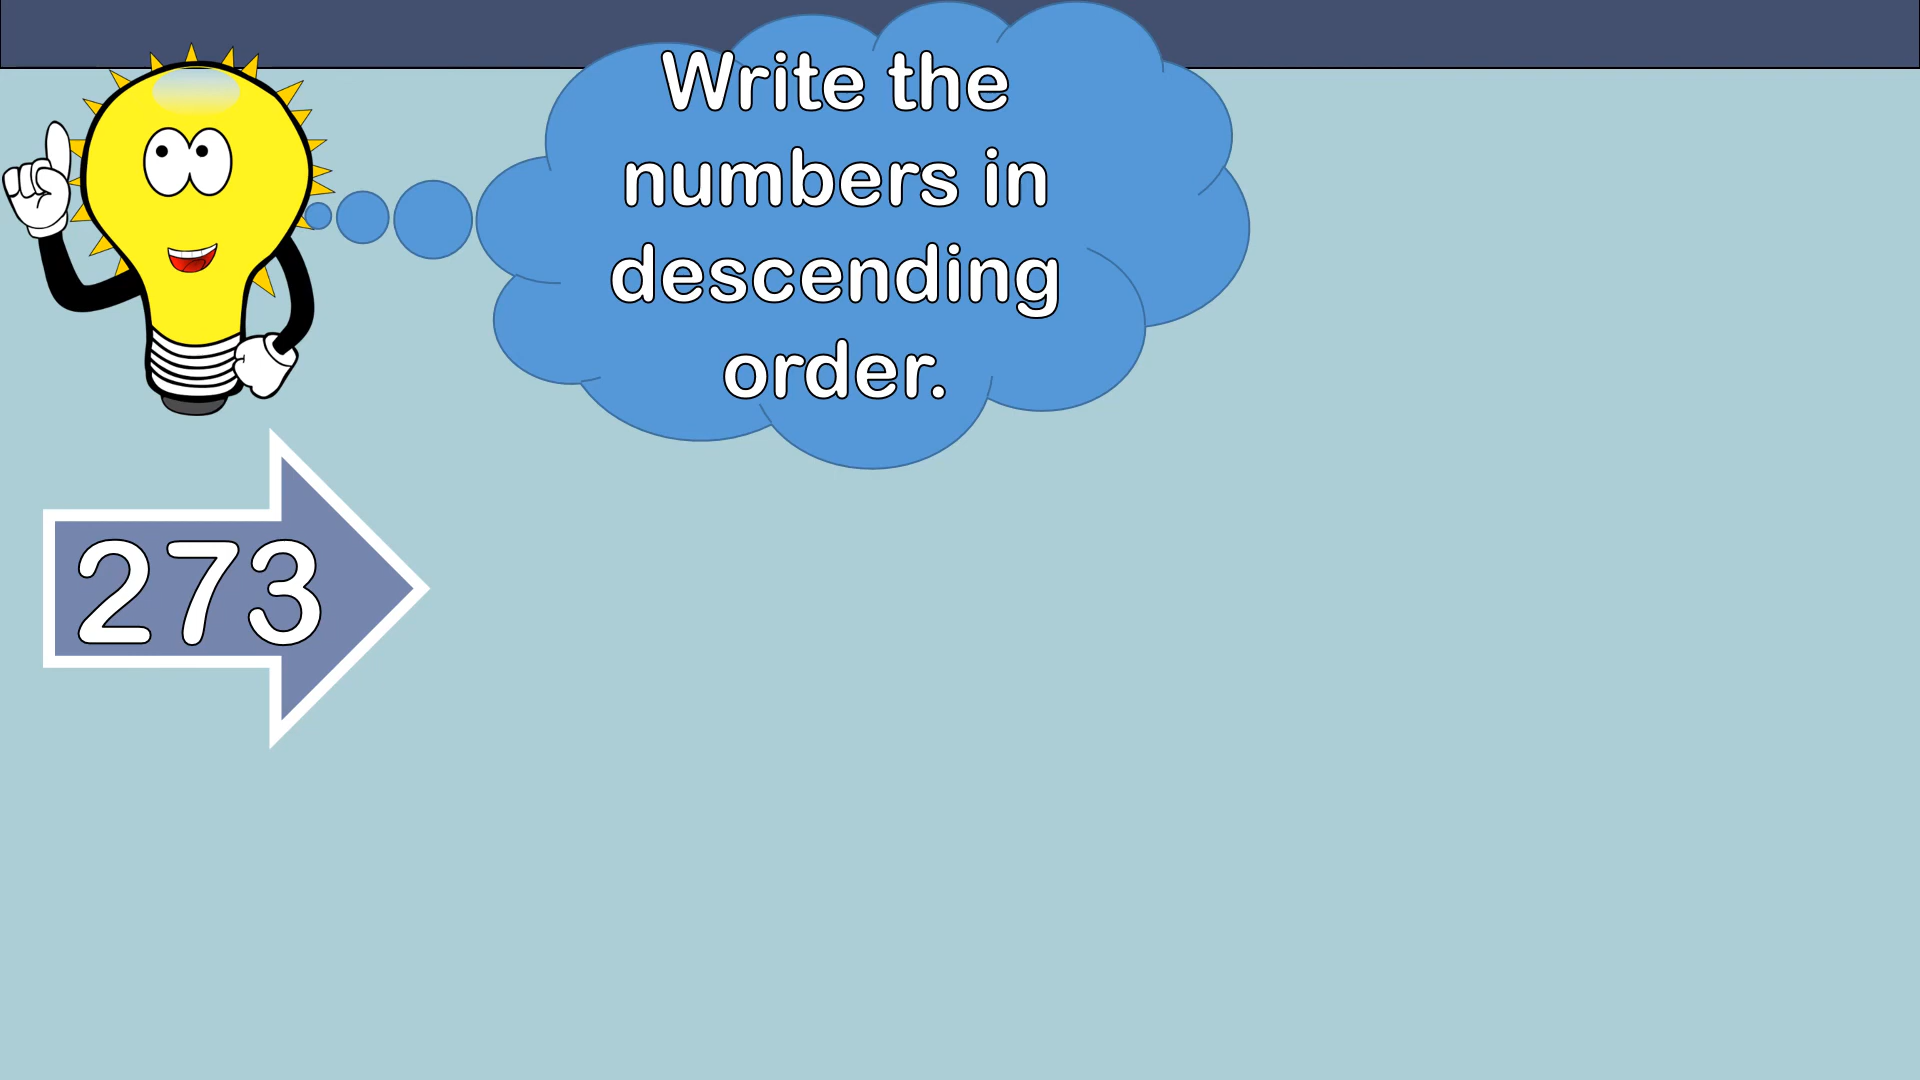 Write the
numbers in
descending
order.
273